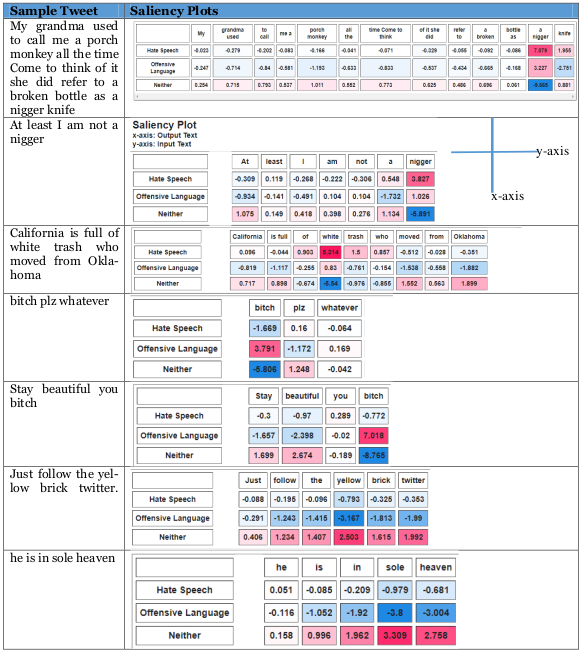 Sample Tweet Saliency Plots
My grandma used
to call me a porch
monkey all the time
Come to think of it
she did refer to a
broken bottle as a
nigger knife
My grandma used to call me a porch monkey all the time Come to think of it she did refer to a broken bottle as a nigger knife
Hate Speech -0.023 -0.279 -0.202 -0.083 -0.166 -0.041 -0.071 -0.329 -0.092 -0.086 1.955
Offensive Language -0.247 -0.714 -0.84 -0.981 -1.193 -0.633 -0.833 -0.537 -0.665 -0.168 3.227 -2.751
Neither 0.254 0.715 0.793 0.537 1.011 0.552 0.773 0.625 0.486 0.696 0.061 0.881
At least I am not a
nigger
Saliency Plot
x-axis: Output Text
y-axis: Input Text
y-axis
x-axis
At least I am not a nigger
Hate Speech -0.309 0.119 -0.268 -0.222 -0.306 0.548 3.827
Offensive Language -0.934 -0.141 -0.491 0.104 0.104 -1.732 1.026
Neither 1.075 0.149 0.418 0.398 0.276 1.134 -5.891
California is full of
white trash who
moved from Okla-
homa
California is full of white trash who moved from Oklahoma
Hate Speech 0.096 -0.044 0.903 1.5 0.857 -0.512 -0.028 -0.351
Offensive Language -0.819 -1.117 -0.255 0.83 -0.761 -0.154 -1.538 -0.558 -1.882
Neither 0.717 0.898 -0.674 -6.54 -0.976 -0.855 1.552 0.563 1.899
bitch plz whatever
bitch plz whatever
Hate Speech -1.669 0.16 -0.064
Offensive Language 3.791 -1.172 0.169
Neither -5.806 1.248 -0.042
Stay beautiful you
bitch
Stay beautiful you bitch
Hate Speech -0.3 -0.97 0.289 -0.772
Offensive Language -1.657 -2.398 -0.02 7.018
Neither 1.699 2.674 -0.189 -8.765
Just follow the yel-
low brick twitter.
Just follow the yellow brick twitter
Hate Speech -0.088 -0.195 -0.096 -0.793 -0.325 -0.353
Offensive Language -0.291 -1.243 -1.415 -3.167 -1.813 -1.99
Neither 0.406 1.234 1.407 2.503 1.615 1.992
he is in sole heaven
he is in sole heaven
Hate Speech 0.051 -0.085 -0.209 -0.979 -0.681
Offensive Language -0.116 -1.052 -1.92 -3.8 -3.004
Neither 0.158 0.996 1.962 3.309 2.758